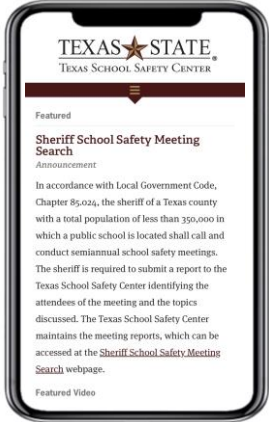 TEXAS STATE®
TEXAS SCHOOL SAFETY CENTER
Featured
Sheriff School Safety Meeting
Search
Announcement
In accordance with Local Government Code,
Chapter 85.024, the sheriff of a Texas county
with a total population of less than 350,000 in
which a public school is located shall call and
conduct semiannual school safety meetings.
The sheriff is required to submit a report to the
Texas School Safety Center identifying the
attendees of the meeting and the topics
discussed. The Texas School Safety Center
maintains the meeting reports, which can be
accessed at the Sheriff School Safety Meeting
Search webpage.
Featured Video